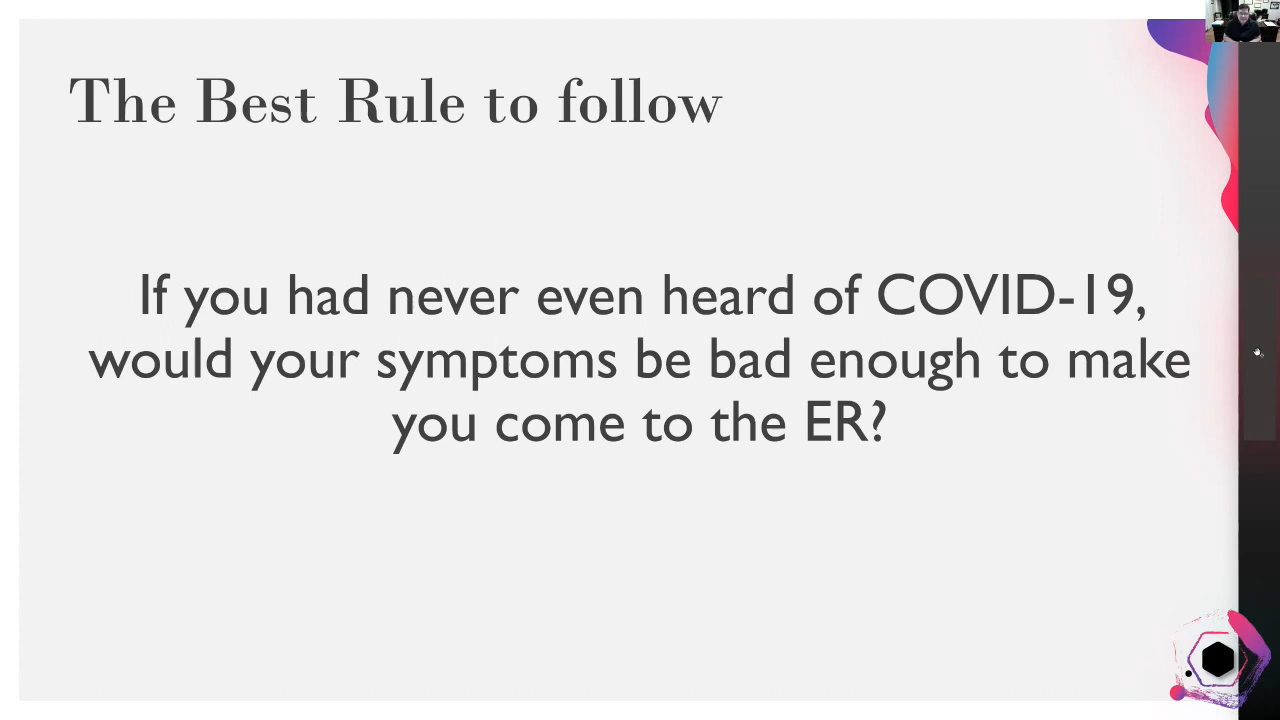 The Best Rule to follow
If you had never even heard of COVID-19,
would your symptoms be bad enough to make
you come to the ER?